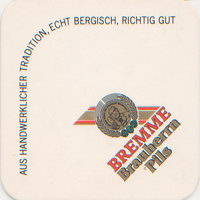 AUS HANDWERKLICHER TRADITION, ECHT BERGISCH, RICHTIG GUT
BREMME
Brauherrn
Pils